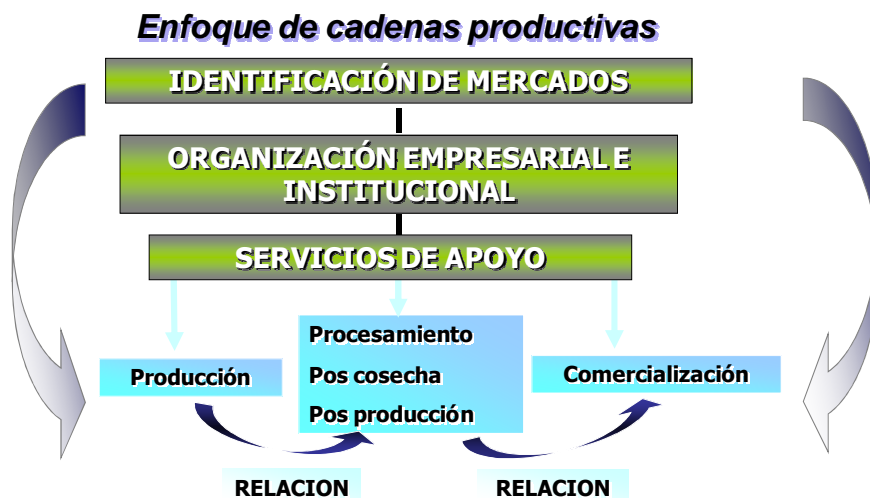 Enfoque de cadenas productivas
IDENTIFICACIÓN DE MERCADOS
ORGANIZACIÓN EMPRESARIAL E
INSTITUCIONAL
SERVICIOS DE APOYO
Producción
Procesamiento
Pos cosecha
Pos producción
Comercialización
RELACION
RELACION